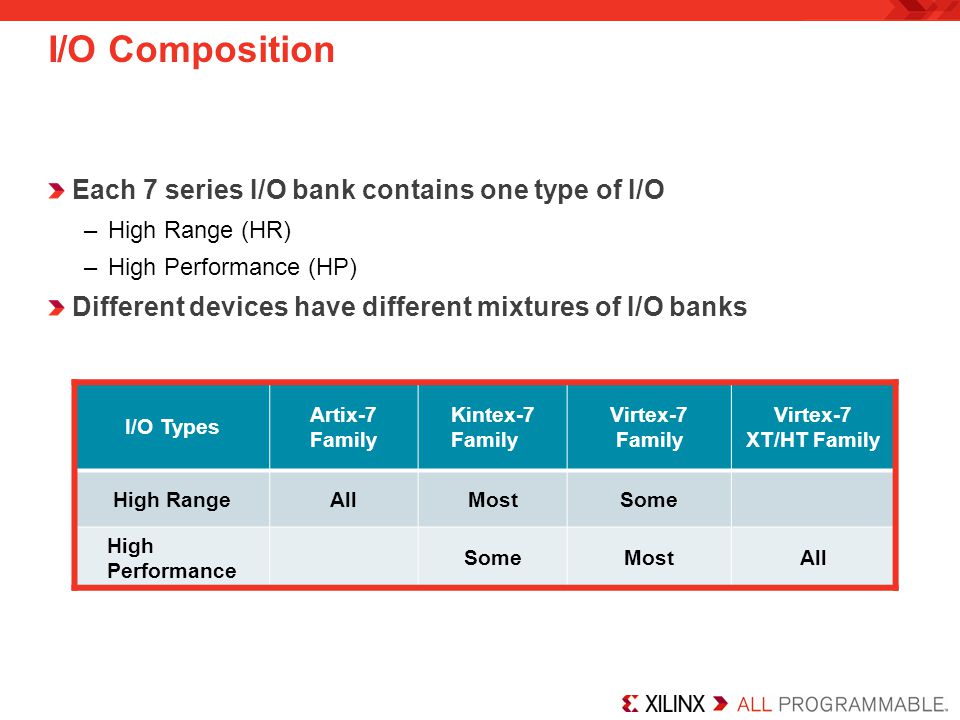 I/O Composition
Each 7 series I/O bank contains one type of I/O
– High Range (HR)
– High Performance (HP)
Different devices have different mixtures of I/O banks
I/O Types
Artix-7
Family
Kintex-7
Family
Virtex-7
Family
Virtex-7
XT/HT Family
High Range
All
Most
Some
High
Performance
Some
Most
All
XILINX ALL PROGRAMMABLE™